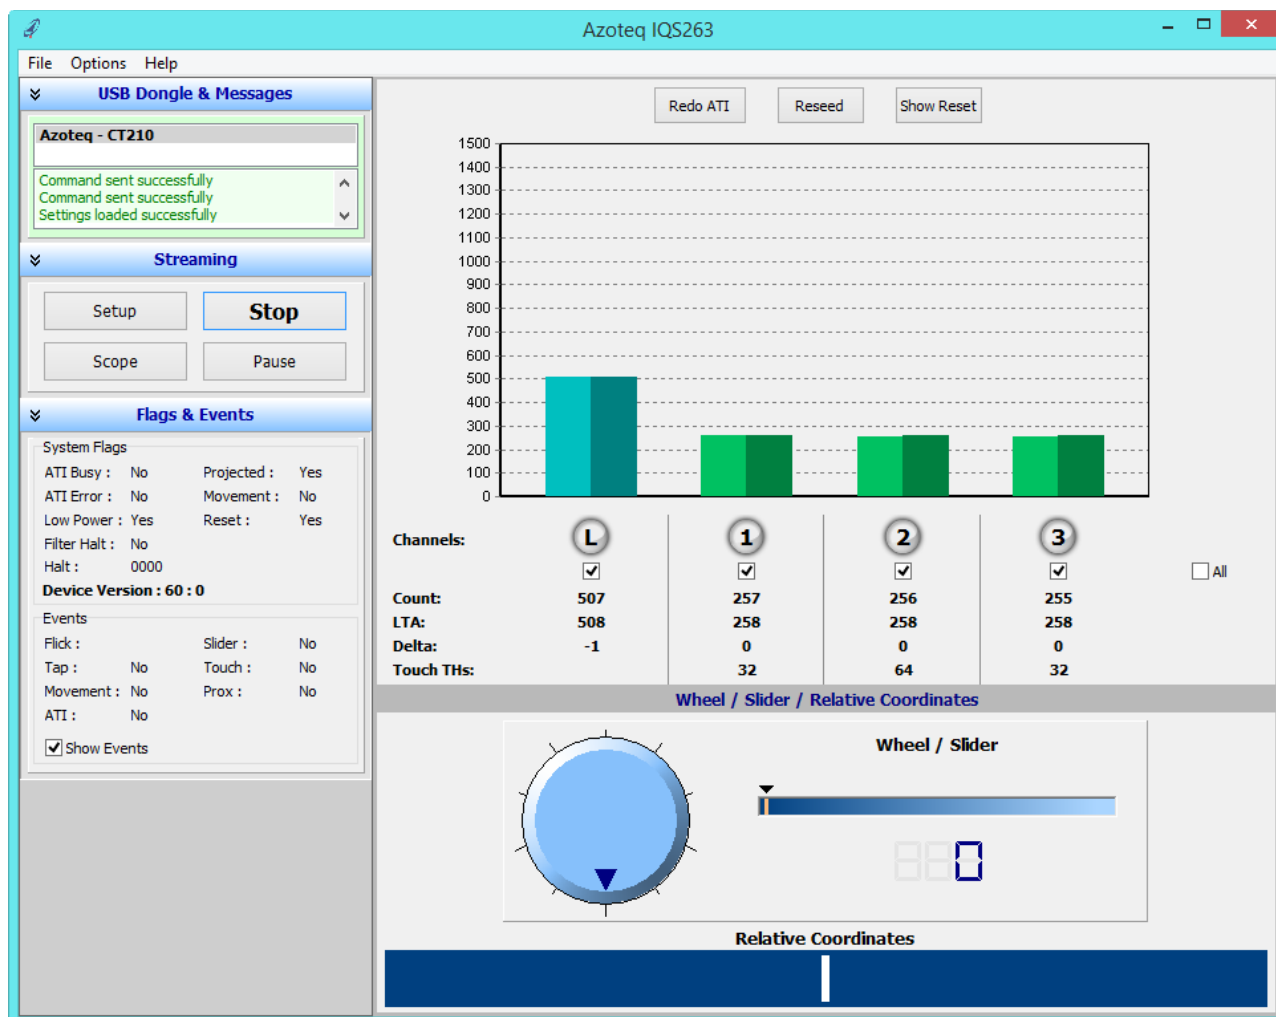 Azoteq IQS263
File Options Help
USB Dongle & Messages
Azoteq - CT210
Command sent successfully
Command sent successfully
Settings loaded successfully
Streaming
Setup Stop
Scope Pause
Flags & Events
System Flags
ATI Busy : No Projected : Yes
ATI Error : No Movement : No
Low Power : Yes Reset : Yes
Filter Halt : No
Halt : 0000
Device Version : 60 : 0
Events
Flick : Slider : No
Tap : No Touch : No
Movement : No Prox : No
ATI : No
Show Events
Redo ATI Reseed Show Reset
1500
1400
1300
1200
1100
1000
900
800
700
600
500
400
300
200
100
0
Channels: L 1 2 3
All
Count: 507 257 256 255
LTA: 508 258 258 258
Delta: -1 0 0 0
Touch THs: 32 64 32
Wheel / Slider / Relative Coordinates
Wheel / Slider
0
Relative Coordinates